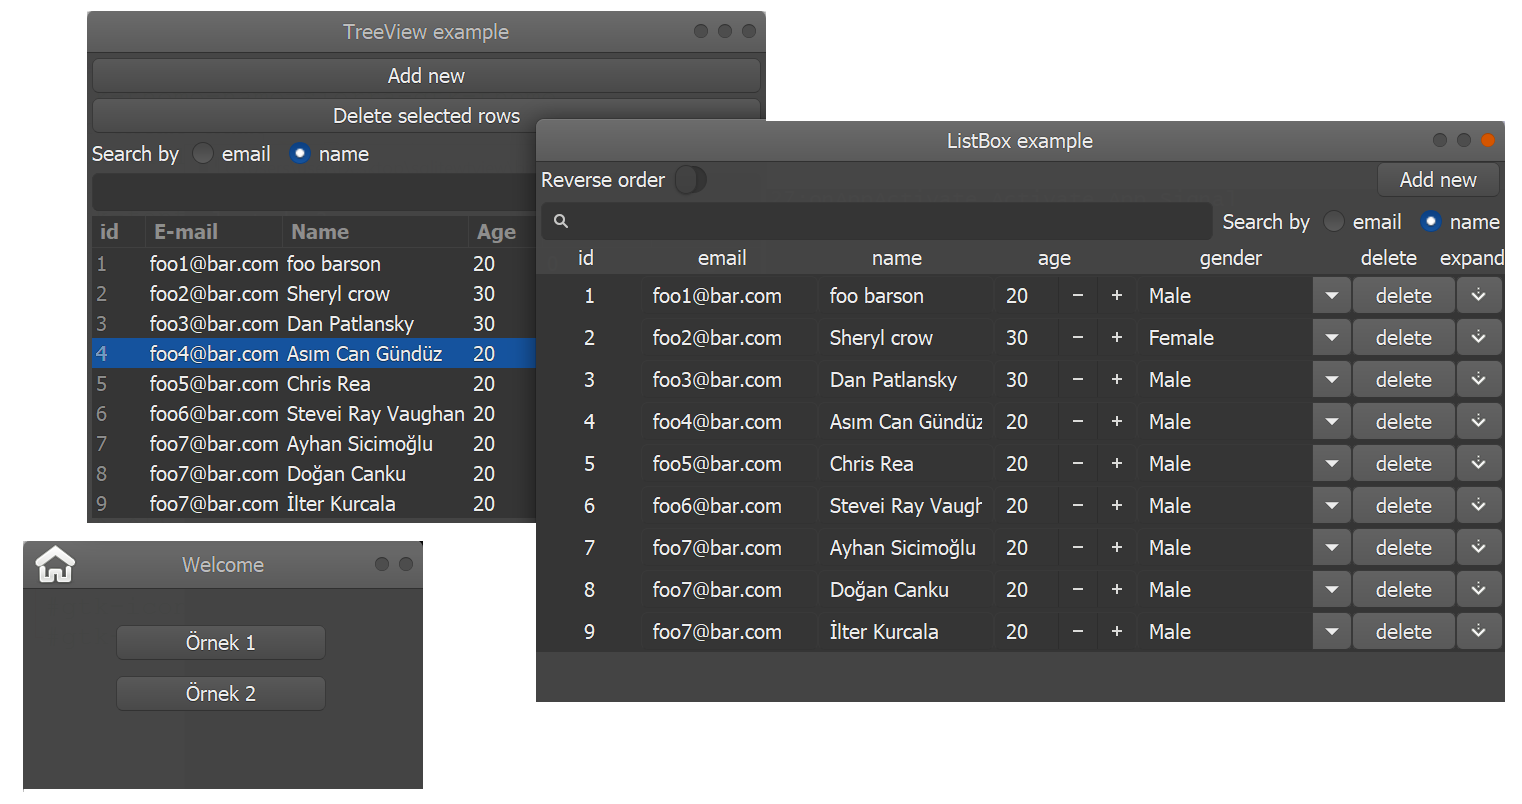 TreeView example
Add new
Delete selected rows
Search by email name
id E-mail Name Age
1 foo1@bar.com foo barson 20
2 foo2@bar.com Sheryl crow 30
3 foo3@bar.com Dan Patlansky 30
4 foo4@bar.com Asım Can Gündüz 20
5 foo5@bar.com Chris Rea 20
6 foo6@bar.com Stevei Ray Vaughan 20
7 foo7@bar.com Ayhan Sicimoğlu 20
8 foo7@bar.com Doğan Canku 20
9 foo7@bar.com İlter Kurcala 20
ListBox example
Reverse order Add new
Search by email name
id email name age gender delete expand
1 foo1@bar.com foo barson 20 − + Male delete
2 foo2@bar.com Sheryl crow 30 − + Female delete
3 foo3@bar.com Dan Patlansky 30 − + Male delete
4 foo4@bar.com Asım Can Gündüz 20 − + Male delete
5 foo5@bar.com Chris Rea 20 − + Male delete
6 foo6@bar.com Stevei Ray Vaugh 20 − + Male delete
7 foo7@bar.com Ayhan Sicimoğlu 20 − + Male delete
8 foo7@bar.com Doğan Canku 20 − + Male delete
9 foo7@bar.com İlter Kurcala 20 − + Male delete
Welcome
Örnek 1
Örnek 2